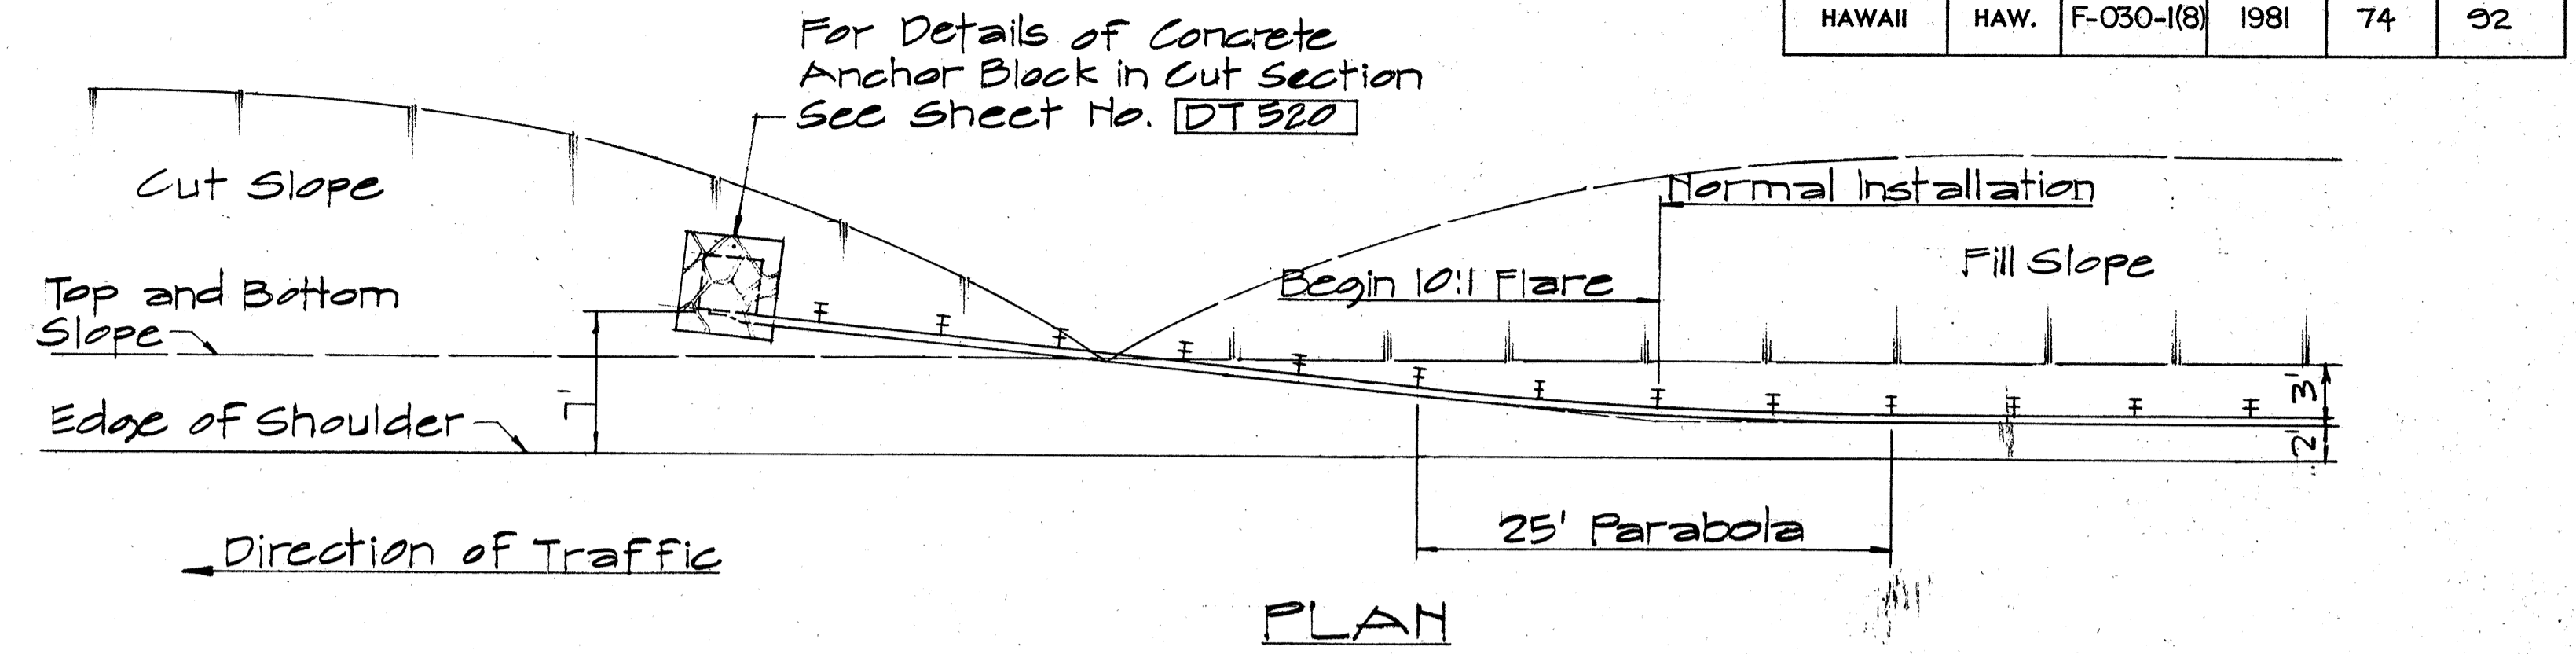 HAWAII HAW. F-030-1(8) 1981 74 92
For Details of Concrete
Anchor Block in Cut Section
See Sheet No. DT 520
Cut Slope
Normal Installation
Fill Slope
Begin 10:1 Flare
Top and Bottom
Slope
Edge of Shoulder
3'
2'
25' Parabola
Direction of Traffic
PLAN